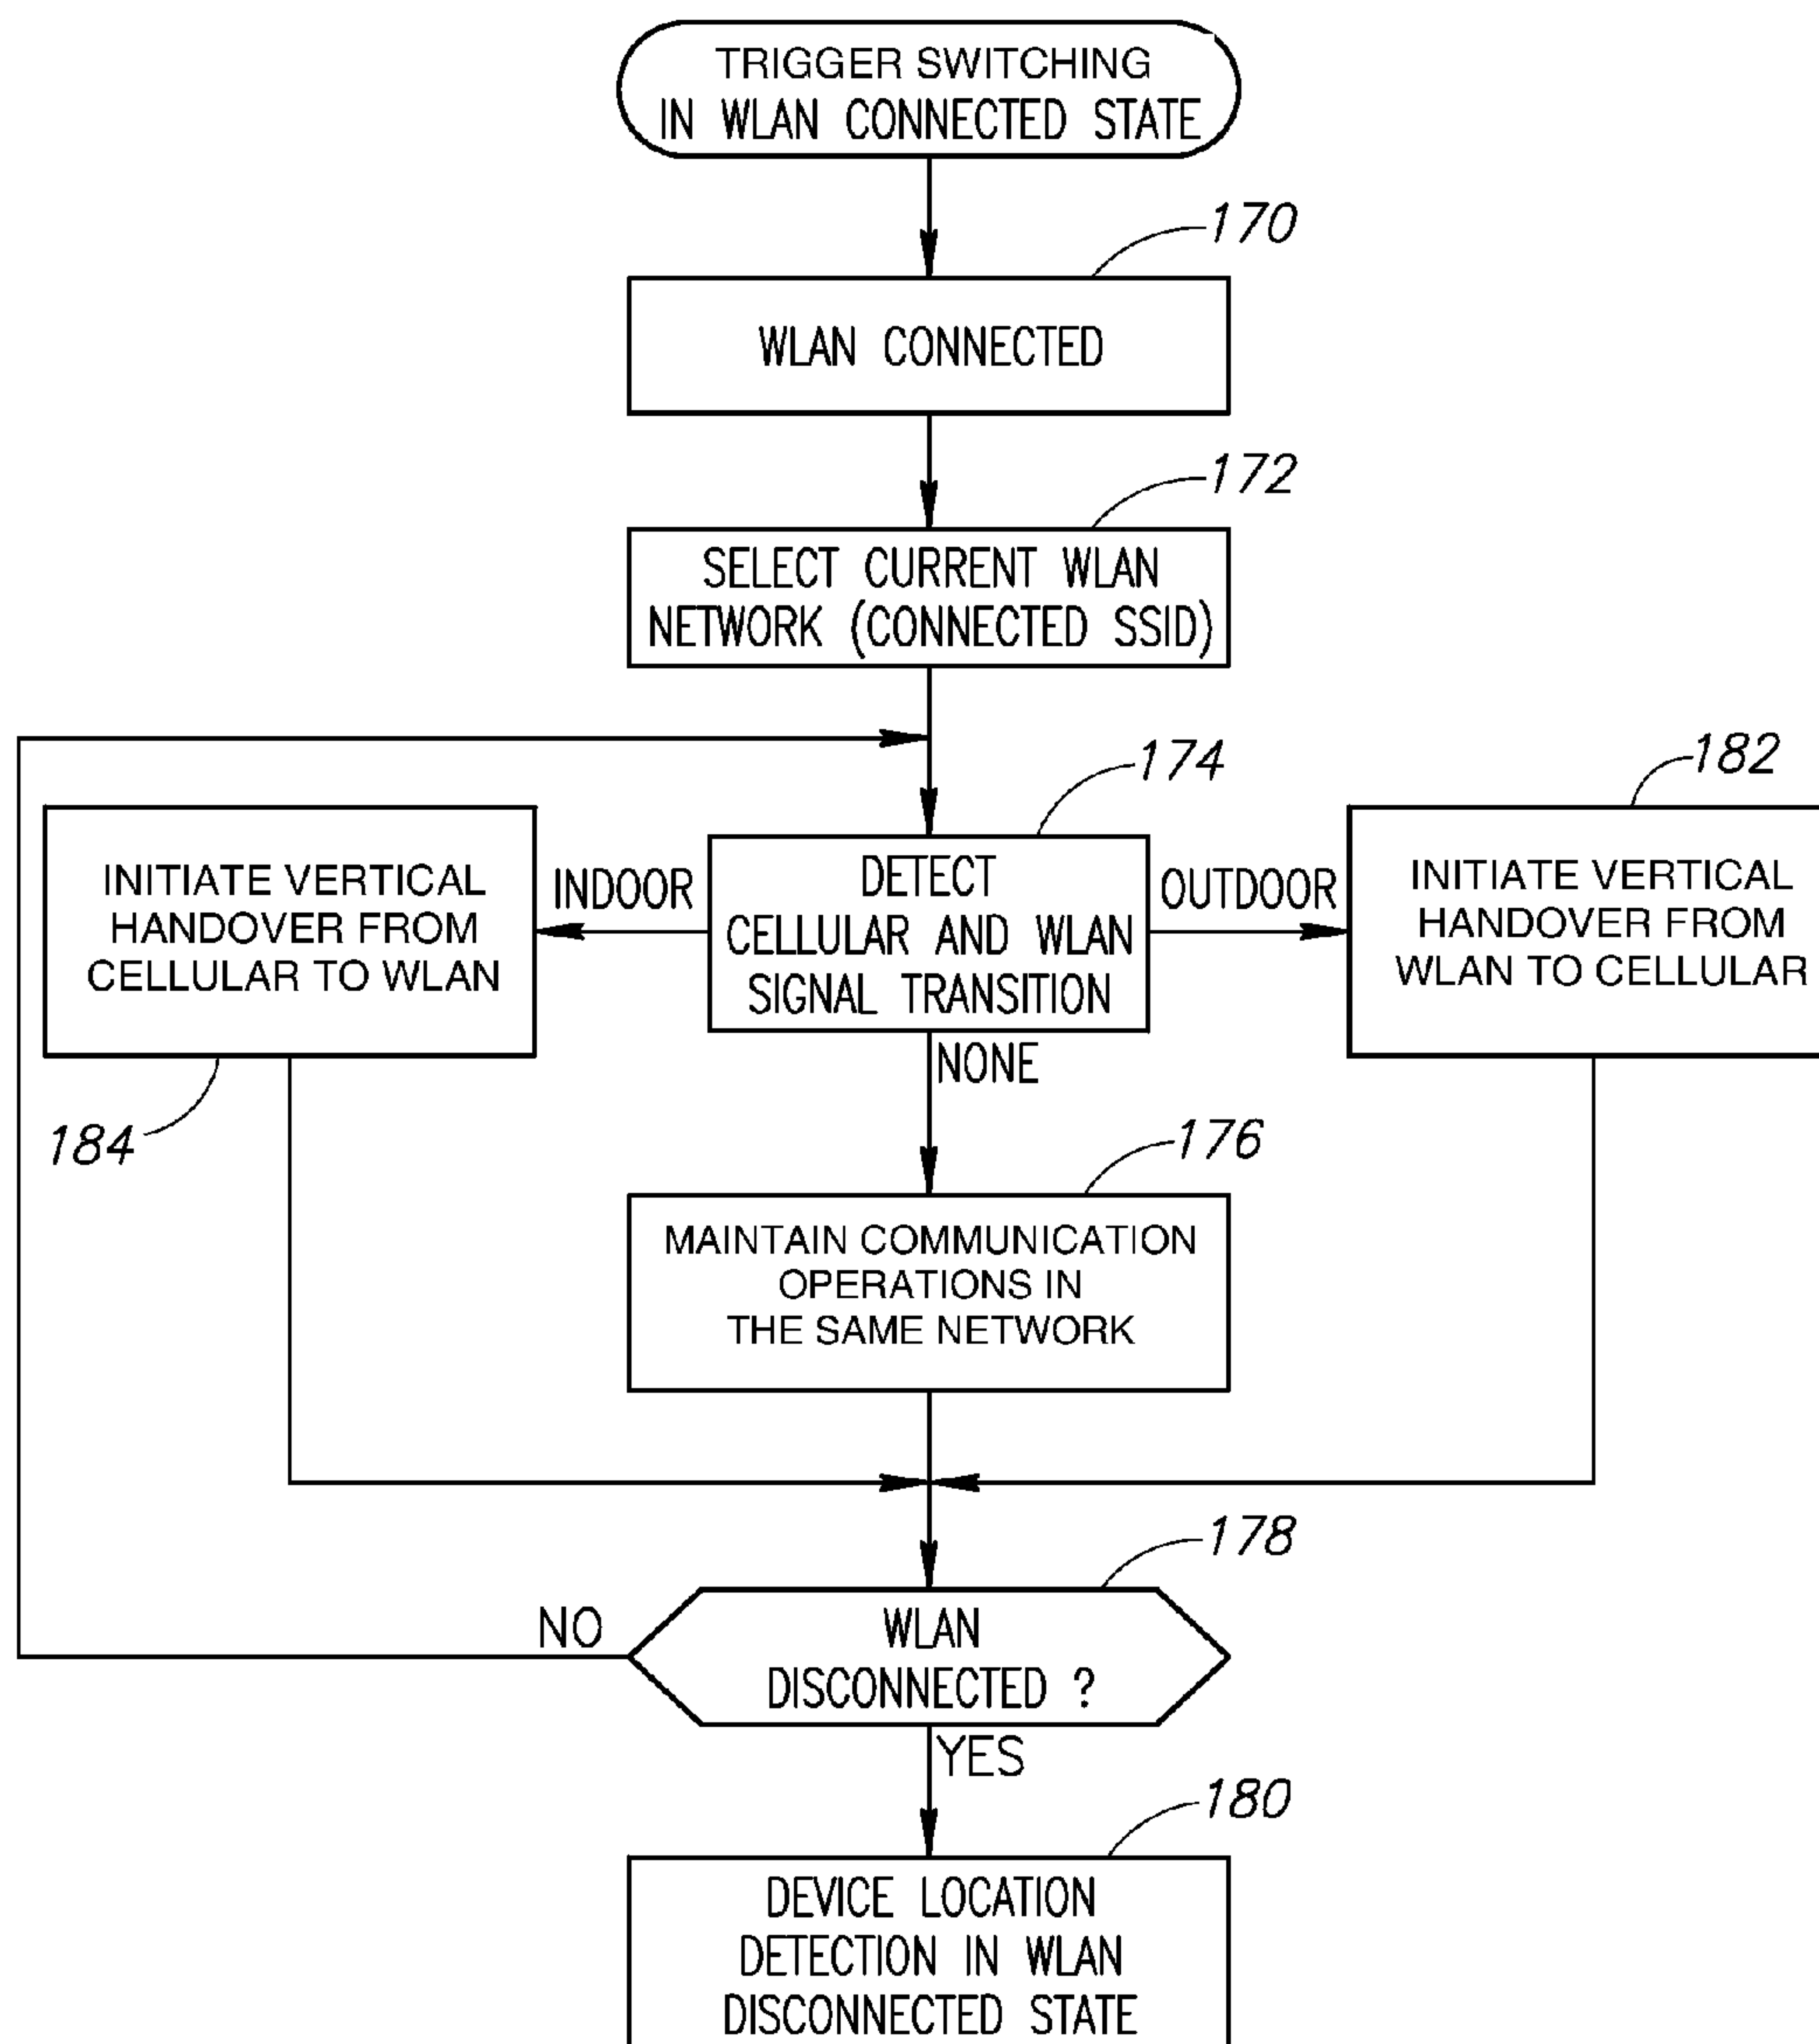 TRIGGER SWITCHING
IN WLAN CONNECTED STATE
170
WLAN CONNECTED
172
SELECT CURRENT WLAN
NETWORK (CONNECTED SSID)
174
182
INITIATE VERTICAL
HANDOVER FROM
CELLULAR TO WLAN
INDOOR
DETECT
CELLULAR AND WLAN
SIGNAL TRANSITION
OUTDOOR
INITIATE VERTICAL
HANDOVER FROM
WLAN TO CELLULAR
NONE
184
176
MAINTAIN COMMUNICATION
OPERATIONS IN
THE SAME NETWORK
178
NO
WLAN
DISCONNECTED ?
YES
180
DEVICE LOCATION
DETECTION IN WLAN
DISCONNECTED STATE